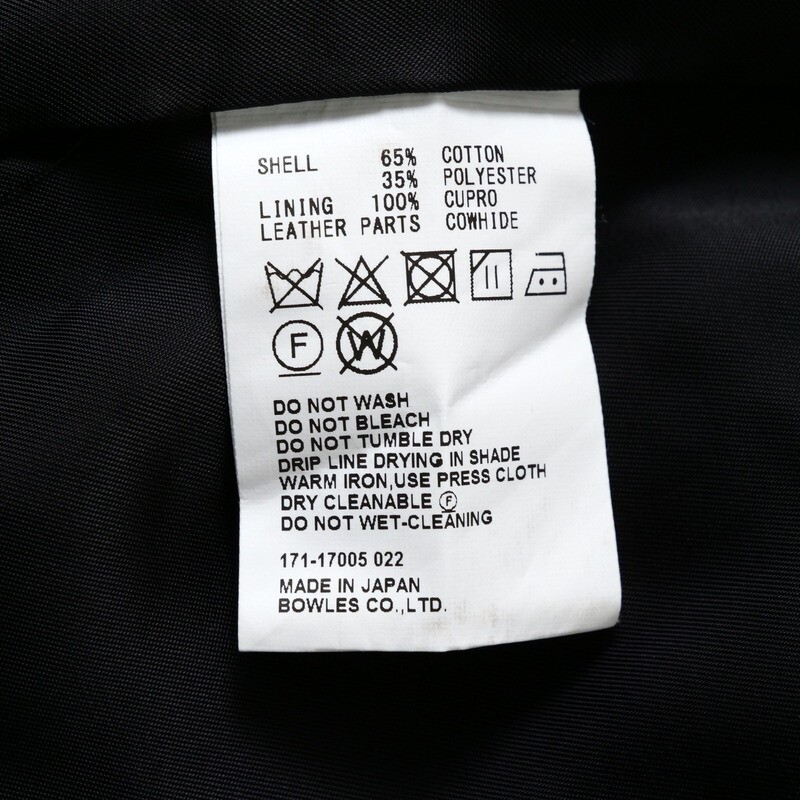 SHELL 65% COTTON
35% POLYESTER
LINING 100% CUPRO
LEATHER PARTS COWHIDE
F W
DO NOT WASH
DO NOT BLEACH
DO NOT TUMBLE DRY
DRIP LINE DRYING IN SHADE
WARM IRON,USE PRESS CLOTH
DRY CLEANABLE Ⓕ
DO NOT WET-CLEANING
171-17005 022
MADE IN JAPAN
BOWLES CO.,LTD.